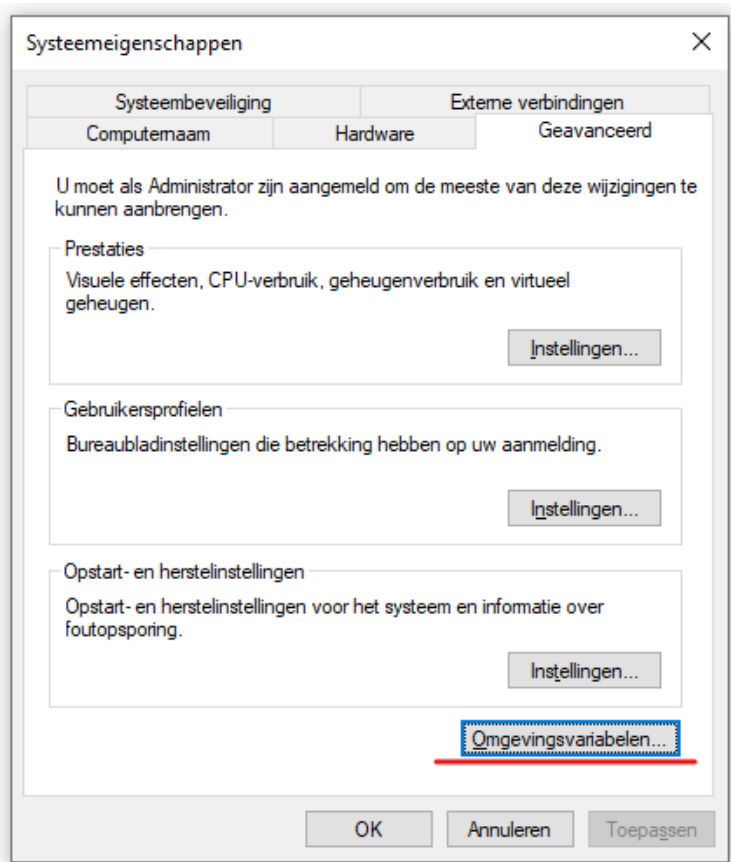 Systeemeigenschappen
Systeembeveiliging Externe verbindingen
Computernaam Hardware Geavanceerd
U moet als Administrator zijn aangemeld om de meeste van deze wijzigingen te
kunnen aanbrengen.
Prestaties
Visuele effecten, CPU-verbruik, geheugenverbruik en virtueel
geheugen.
Instellingen...
Gebruikersprofielen
Bureaubladinstellingen die betrekking hebben op uw aanmelding.
Instellingen...
Opstart- en herstelinstellingen
Opstart- en herstelinstellingen voor het systeem en informatie over
foutopsporing.
Instellingen...
Omgevingsvariabelen...
OK Annuleren Toepassen